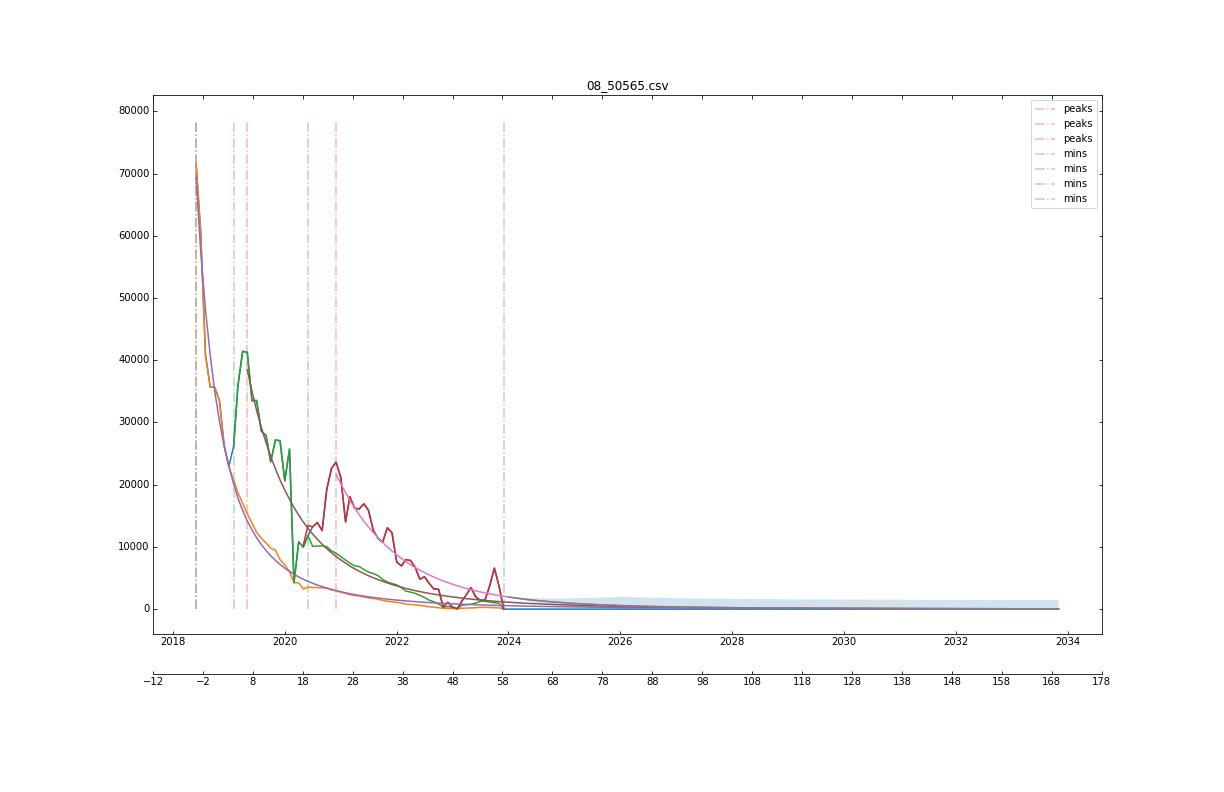 08_50565.csv
80000
70000
60000
50000
40000
30000
20000
10000
0
peaks
peaks
peaks
mins
mins
mins
mins
2018 2020 2022 2024 2026 2028 2030 2032 2034
−12 −2 8 18 28 38 48 58 68 78 88 98 108 118 128 138 148 158 168 178